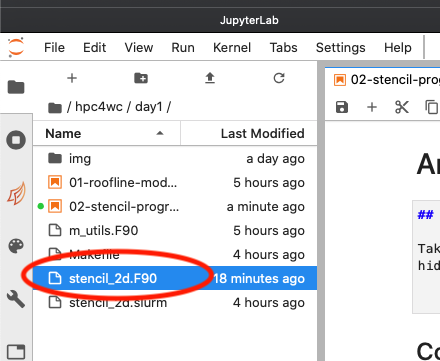 JupyterLab
File Edit View Run Kernel Tabs Settings Help
/ hpc4wc / day1 /
02-stencil-prog
Name Last Modified
img a day ago
01-roofline-mod... 5 hours ago
02-stencil-progr... a minute ago
m_utils.F90 5 hours ago
Makefile 4 hours ago
stencil_2d.F90 18 minutes ago
stencil_2d.slurm 4 hours ago
An
##
Tak
hid
Co